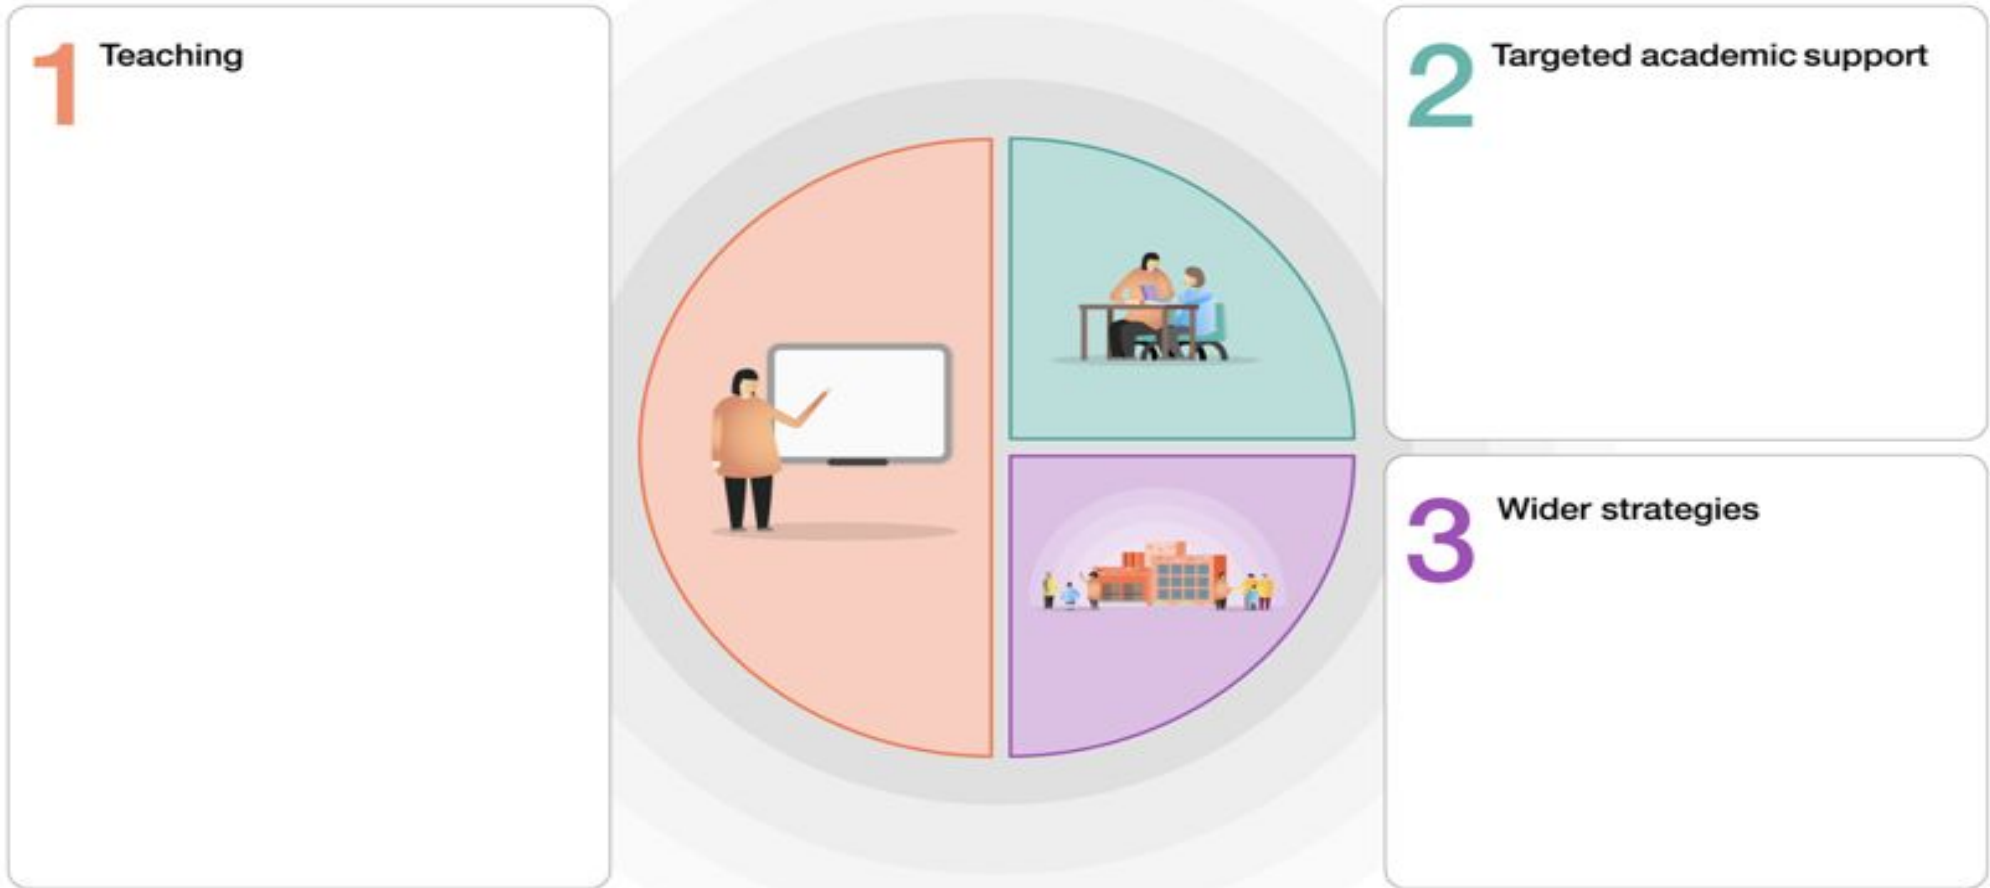 1 Teaching
2 Targeted academic support
3 Wider strategies